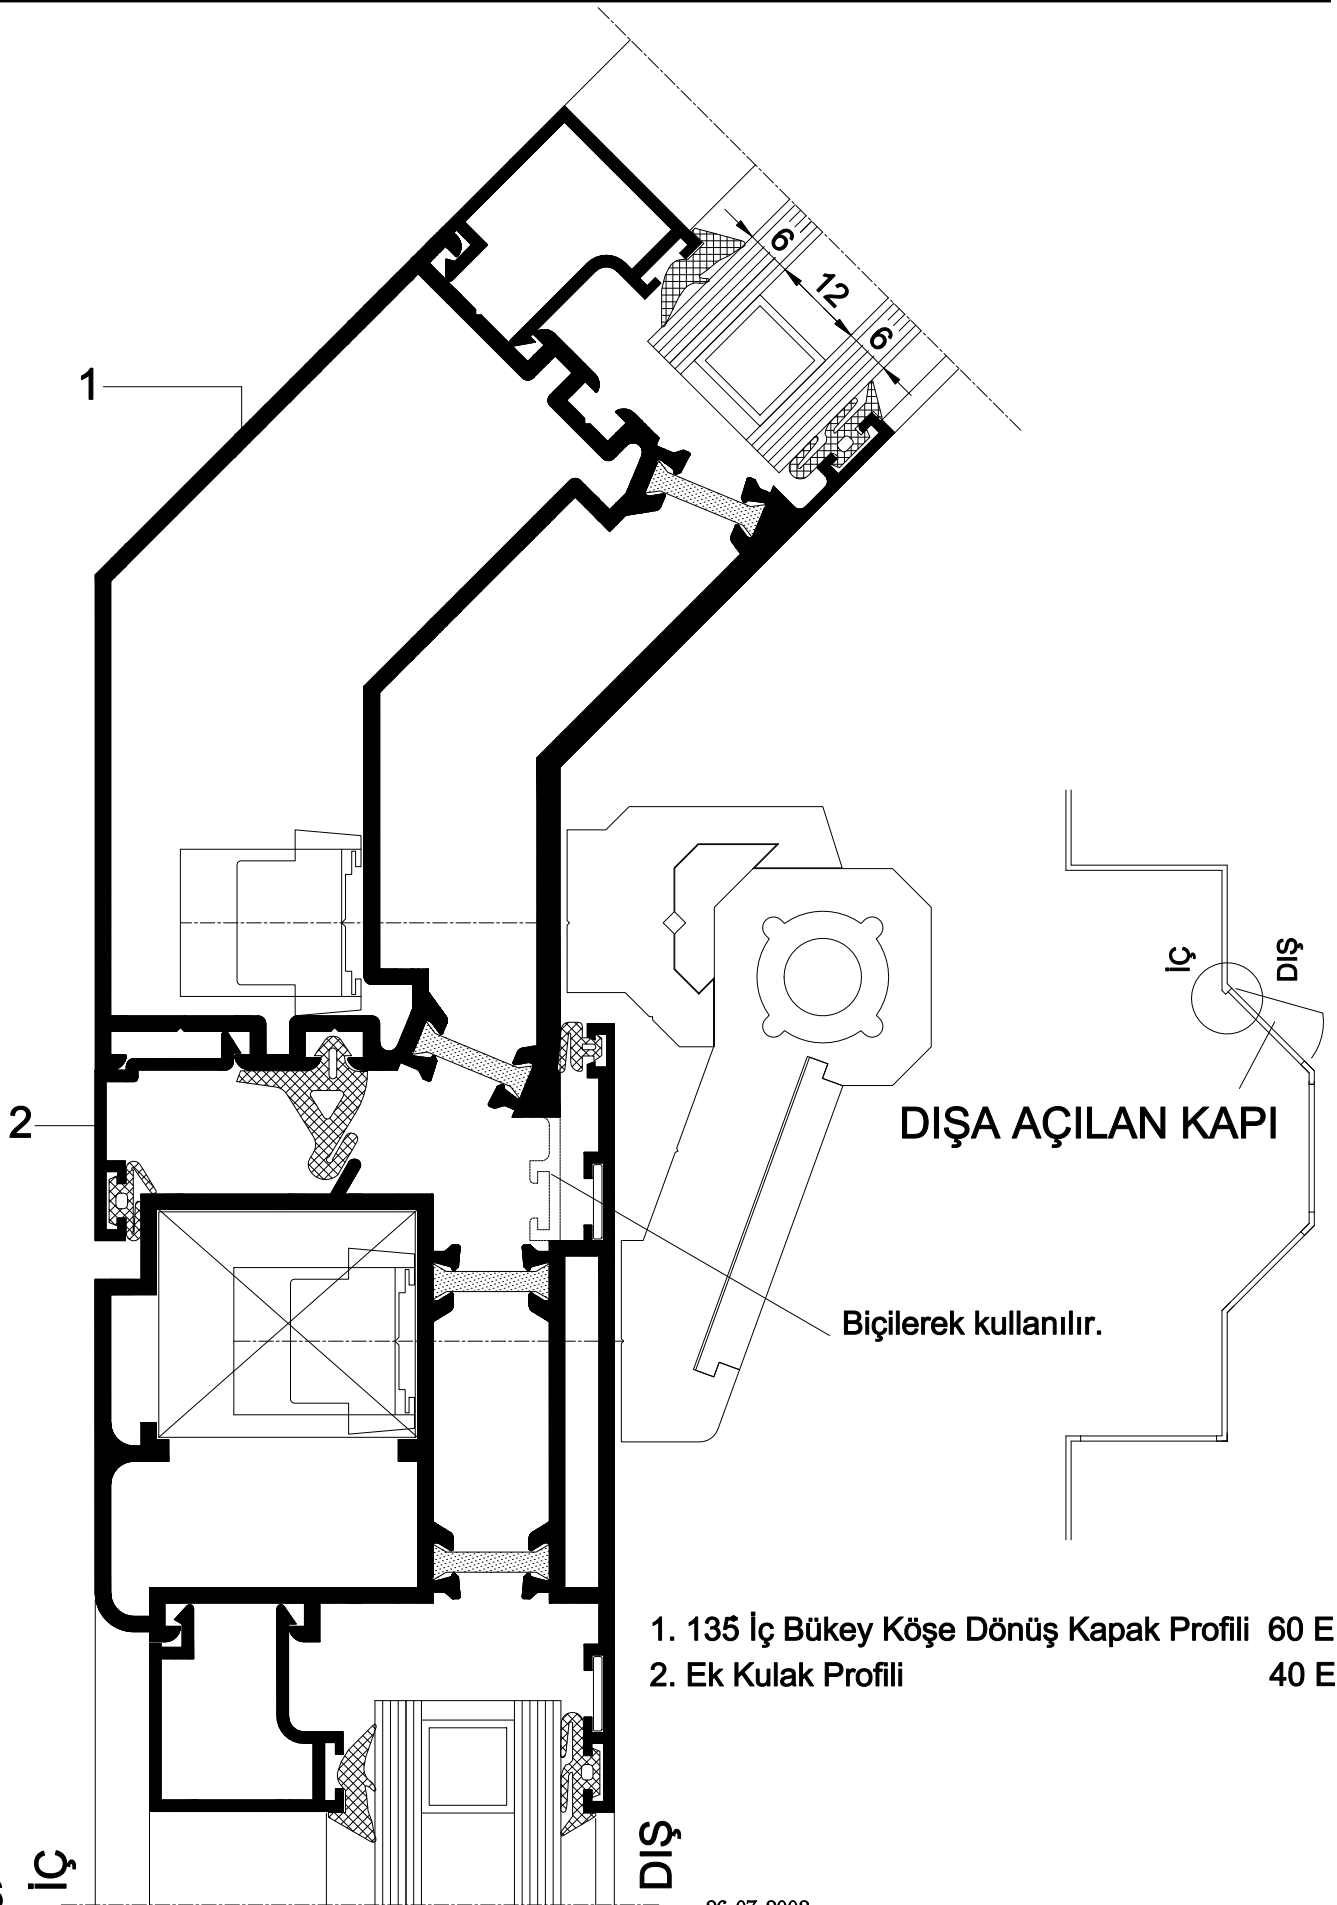 6
12
6
1
İÇ
DIŞ
2
DIŞA AÇILAN KAPI
Biçilerek kullanılır.
1. 135 İç Bükey Köşe Dönüş Kapak Profili 60 E
2. Ek Kulak Profili 40 E
İÇ
DIŞ